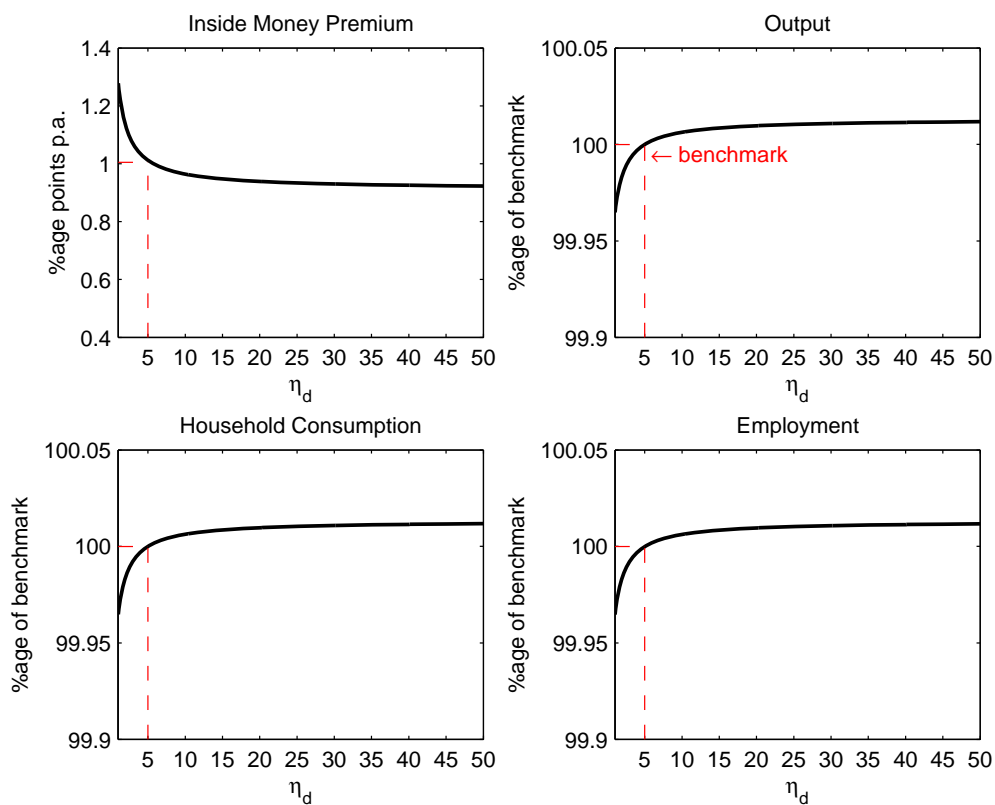 Inside Money Premium
%age points p.a.
1.4
1.2
1
0.8
0.6
0.4
5 10 15 20 25 30 35 40 45 50
η_d
Output
%age of benchmark
100.05
100
99.95
99.9
← benchmark
5 10 15 20 25 30 35 40 45 50
η_d
Household Consumption
%age of benchmark
100.05
100
99.95
99.9
5 10 15 20 25 30 35 40 45 50
η_d
Employment
%age of benchmark
100.05
100
99.95
99.9
5 10 15 20 25 30 35 40 45 50
η_d